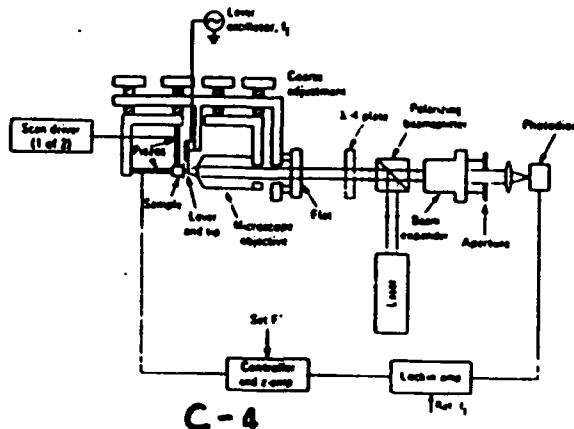 Lever
oscillator, f₁
Coarse
adjustment
λ/4 plate
Polarizing
beamsplitter
Photodiode
Scan driver
(1 of 2)
Piezos
Sample
Lever
and tip
Microscope
objective
Flat
Beam
expander
Aperture
Laser
Set F'
Controller
and z-amp
Lock-in amp
Ref f₁
C-4